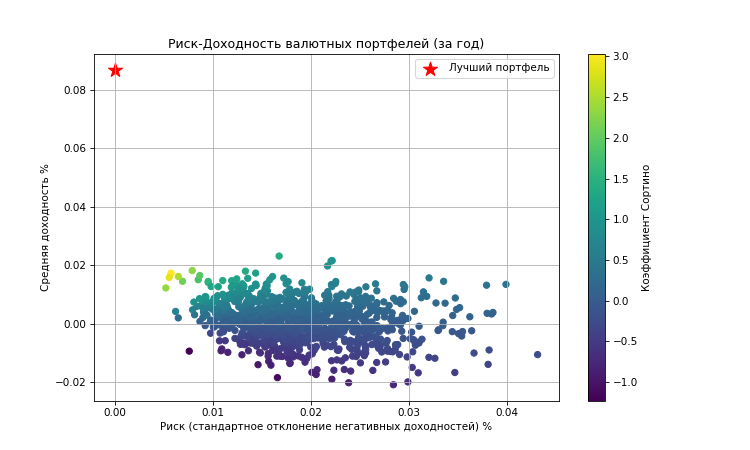 Риск-Доходность валютных портфелей (за год)
Лучший портфель
Средняя доходность %
0.08
0.06
0.04
0.02
0.00
−0.02
0.00 0.01 0.02 0.03 0.04
Риск (стандартное отклонение негативных доходностей) %
3.0
2.5
2.0
1.5
1.0
0.5
0.0
−0.5
−1.0
Коэффициент Сортино